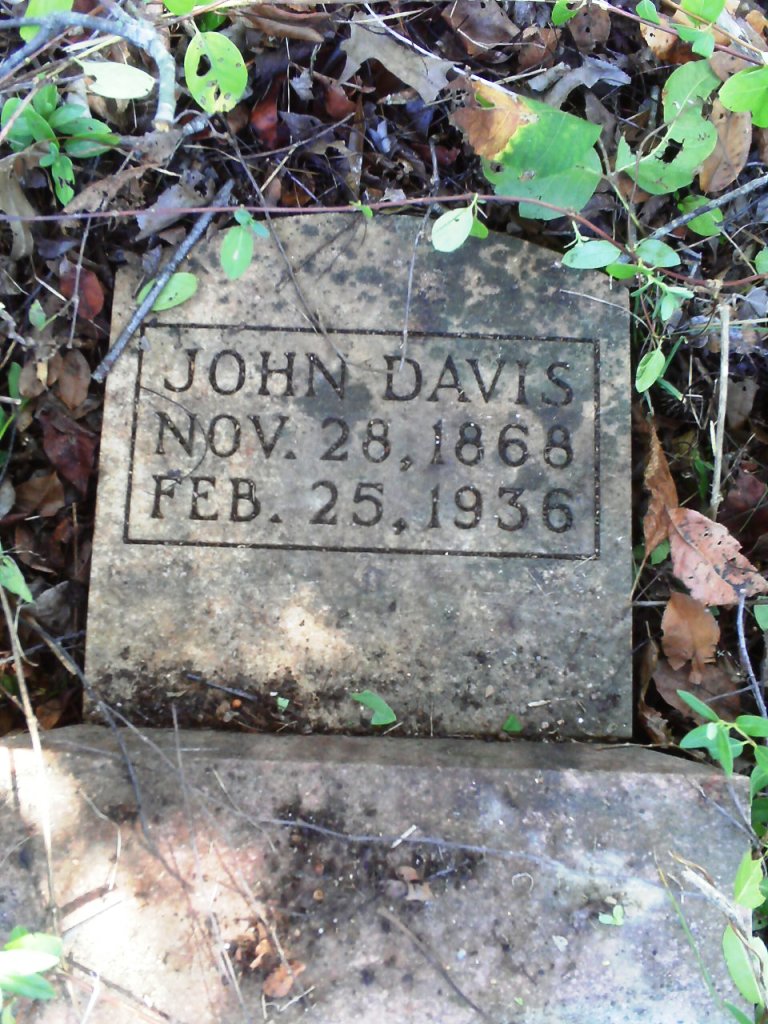 JOHN DAVIS
NOV. 28, 1868
FEB. 25, 1936